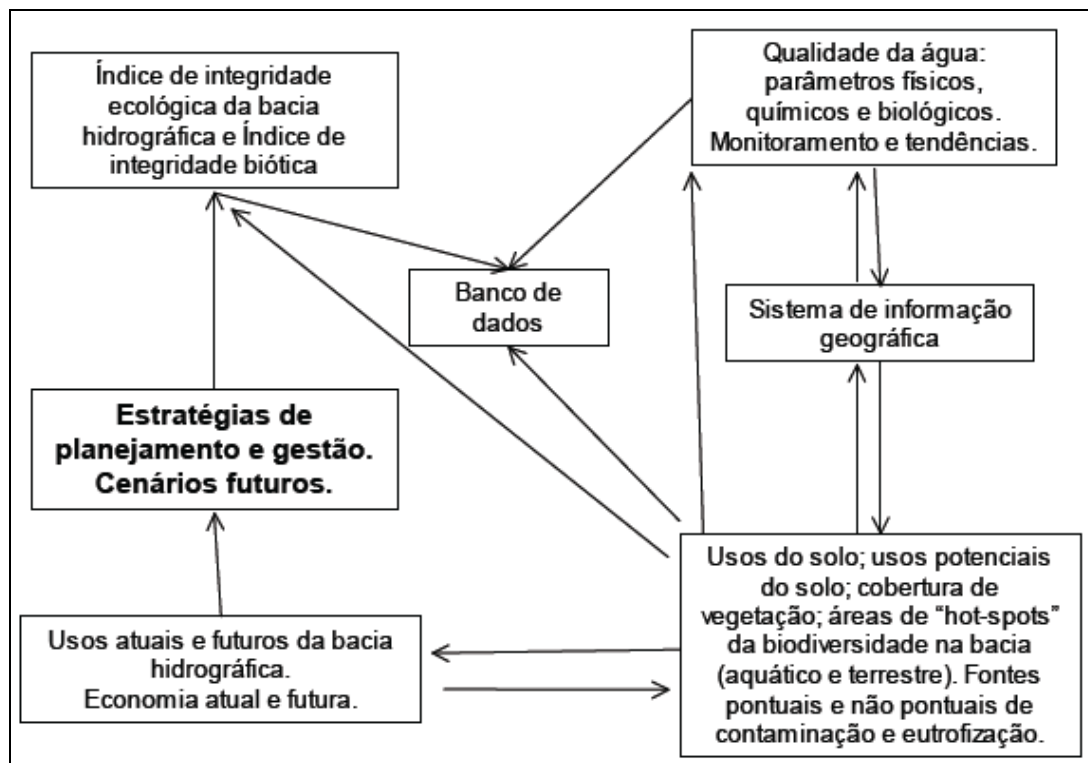 Índice de integridade
ecológica da bacia
hidrográfica e Índice de
integridade biótica
Qualidade da água:
parâmetros físicos,
químicos e biológicos.
Monitoramento e tendências.
Banco de
dados
Sistema de informação
geográfica
Estratégias de
planejamento e gestão.
Cenários futuros.
Usos atuais e futuros da bacia
hidrográfica.
Economia atual e futura.
Usos do solo; usos potenciais
do solo; cobertura de
vegetação; áreas de “hot-spots”
da biodiversidade na bacia
(aquático e terrestre). Fontes
pontuais e não pontuais de
contaminação e eutrofização.